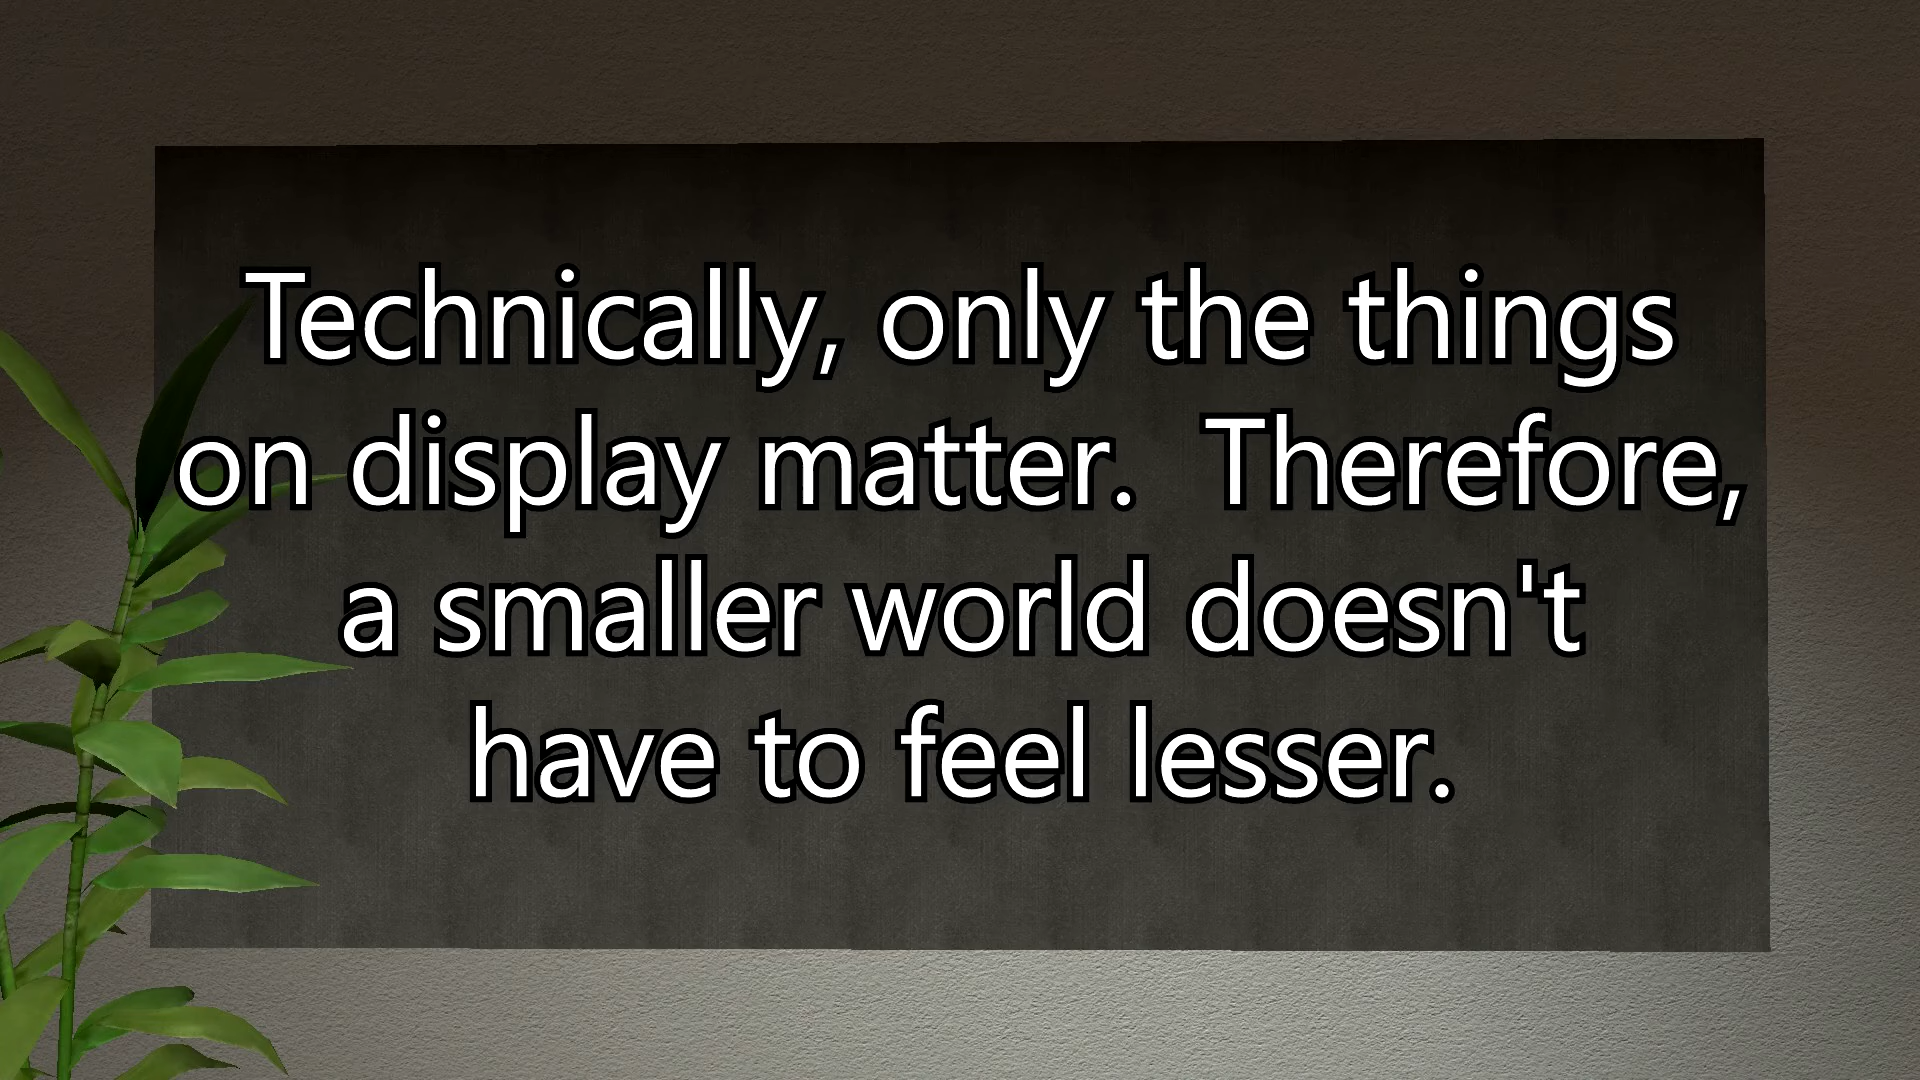 Technically, only the things
on display matter.  Therefore,
a smaller world doesn't
have to feel lesser.